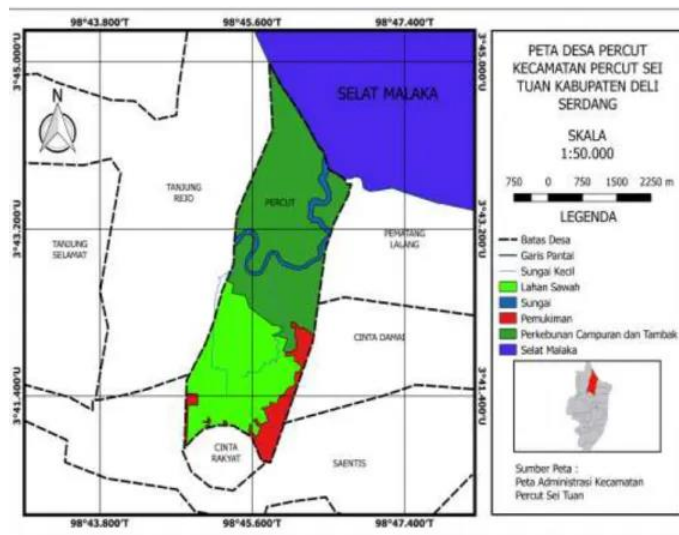 98°43.800'T 98°45.600'T 98°47.400'T
3°45.000'U
3°45.000'U
N
SELAT MALAKA
TANJUNG
REJO
PERCUT
3°43.200'U
3°43.200'U
TANJUNG
SELAMAT
PEMATANG
LALANG
CINTA DAMAI
3°41.400'U
3°41.400'U
CINTA
RAKYAT
SAENTIS
98°43.800'T 98°45.600'T 98°47.400'T
PETA DESA PERCUT
KECAMATAN PERCUT SEI
TUAN KABUPATEN DELI
SERDANG
SKALA
1:50.000
750 0 750 1500 2250 m
LEGENDA
Batas Desa
Garis Pantai
Sungai Kecil
Lahan Sawah
Sungai
Pemukiman
Perkebunan Campuran dan Tambak
Selat Malaka
Sumber Peta :
Peta Administrasi Kecamatan
Percut Sei Tuan